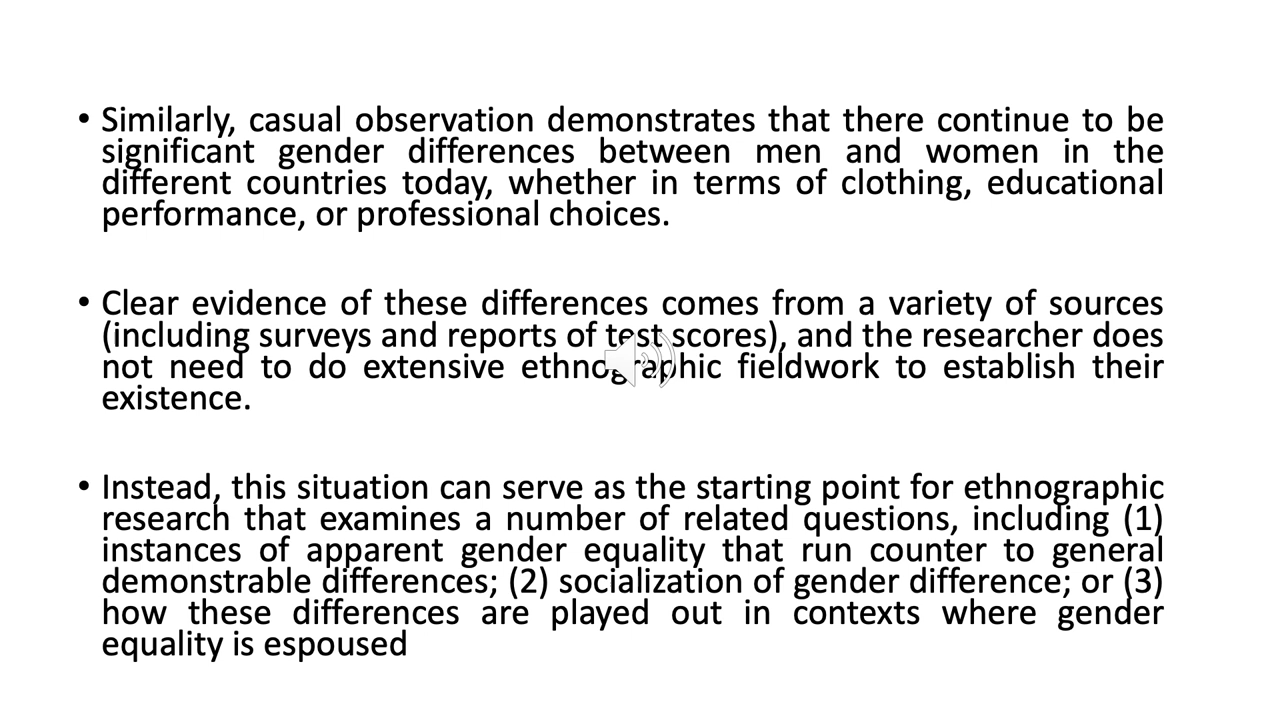 • Similarly, casual observation demonstrates that there continue to be
significant gender differences between men and women in the
different countries today, whether in terms of clothing, educational
performance, or professional choices.
• Clear evidence of these differences comes from a variety of sources
(including surveys and reports of test scores), and the researcher does
not need to do extensive ethnographic fieldwork to establish their
existence.
• Instead, this situation can serve as the starting point for ethnographic
research that examines a number of related questions, including (1)
instances of apparent gender equality that run counter to general
demonstrable differences; (2) socialization of gender difference; or (3)
how these differences are played out in contexts where gender
equality is espoused